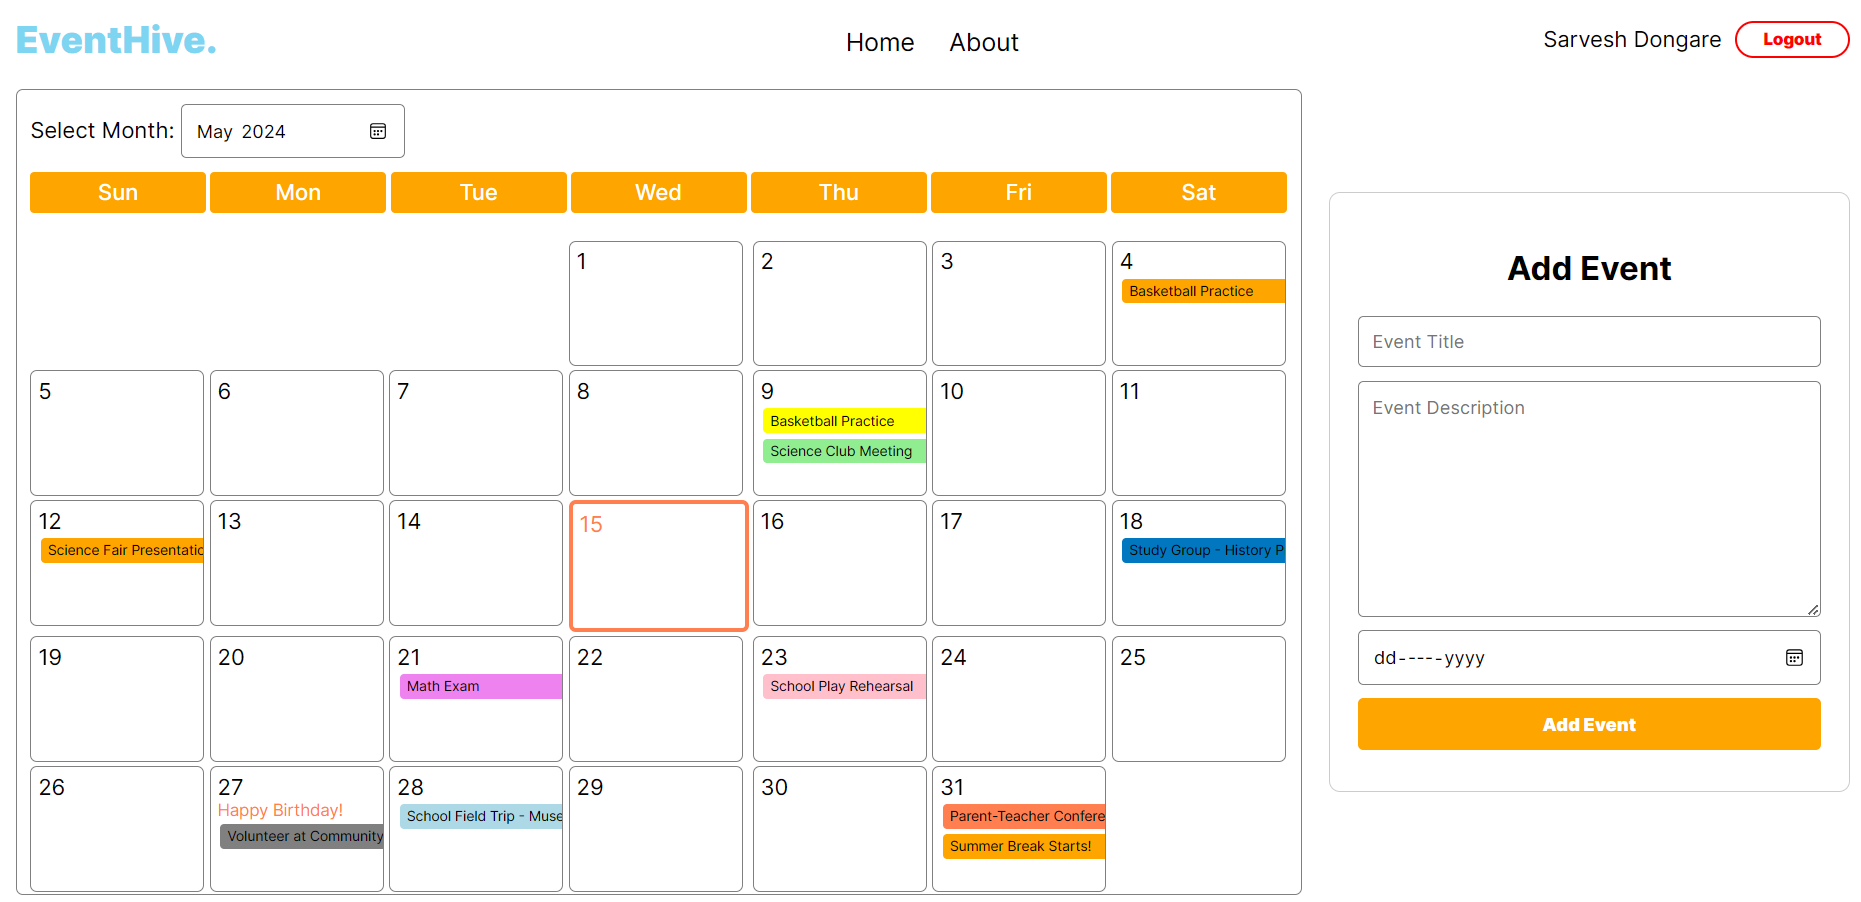 EventHive.
Home About
Sarvesh Dongare Logout
Select Month: May 2024
Sun Mon Tue Wed Thu Fri Sat
1 2 3 4
Basketball Practice
5 6 7 8 9 10 11
Basketball Practice
Science Club Meeting
12 13 14 15 16 17 18
Science Fair Presentatio Study Group - History P
19 20 21 22 23 24 25
Math Exam School Play Rehearsal
26 27 28 29 30 31
Happy Birthday!
Volunteer at Community School Field Trip - Muse Parent-Teacher Confere
Summer Break Starts!
Add Event
Event Title
Event Description
dd-----yyyy
Add Event